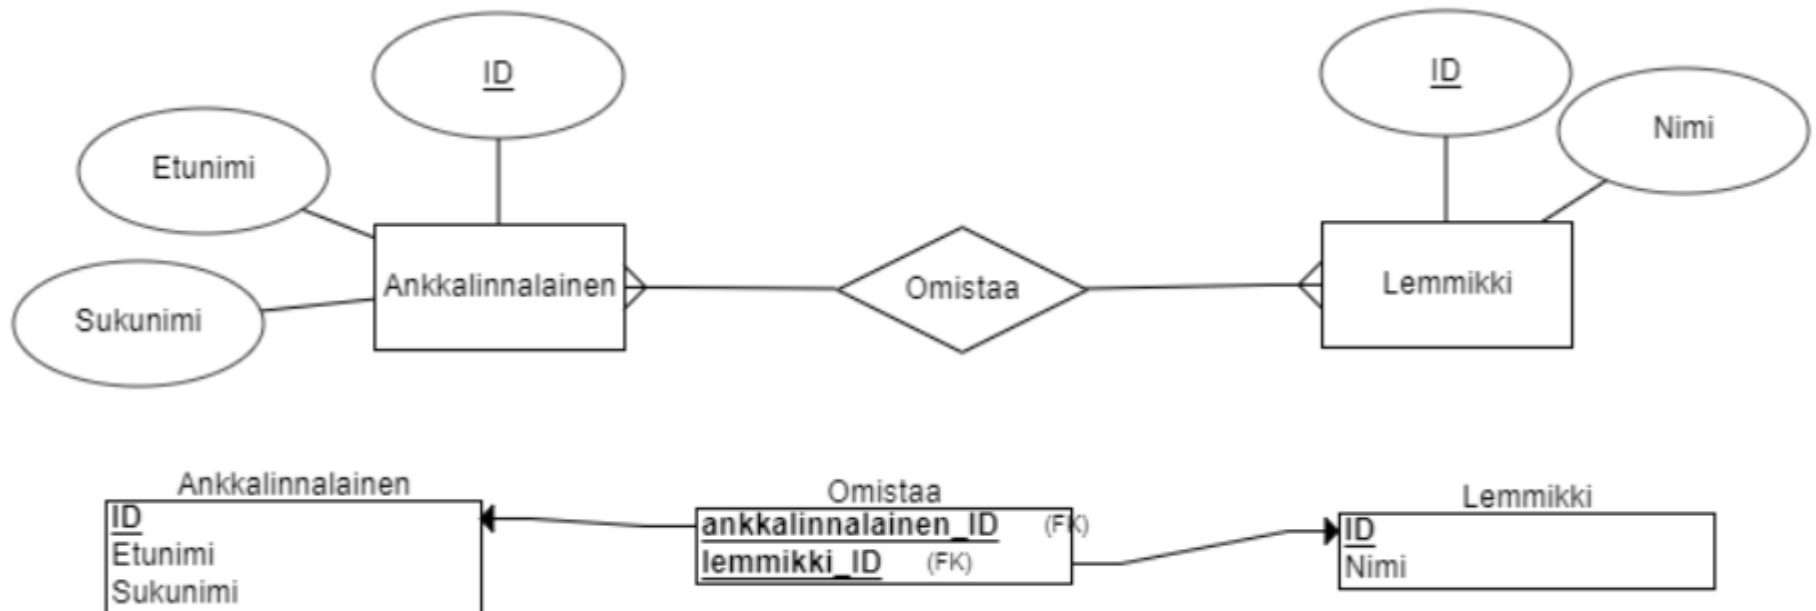 ID
ID
Nimi
Etunimi
Ankkalinnalainen
Omistaa
Lemmikki
Sukunimi
Ankkalinnalainen
ID
Etunimi
Sukunimi
Omistaa
ankkalinnalainen_ID (FK)
lemmikki_ID (FK)
Lemmikki
ID
Nimi